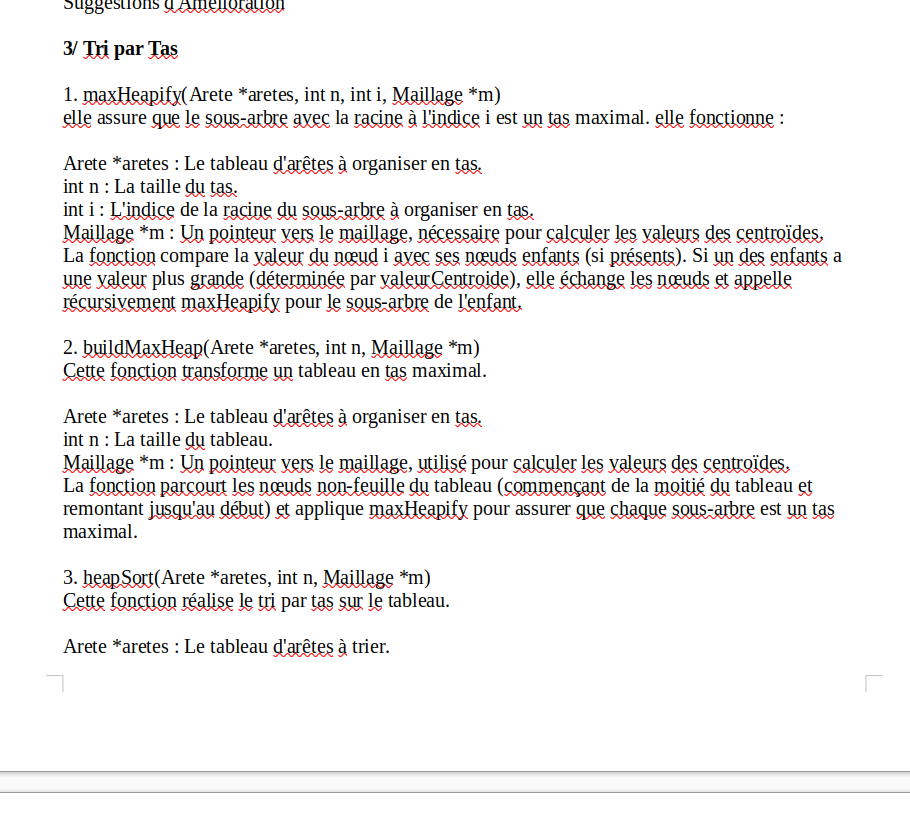 Suggestions d'Amélioration
3/ Tri par Tas
1. maxHeapify(Arete *aretes, int n, int i, Maillage *m)
elle assure que le sous-arbre avec la racine à l'indice i est un tas maximal. elle fonctionne :
Arete *aretes : Le tableau d'arêtes à organiser en tas.
int n : La taille du tas.
int i : L'indice de la racine du sous-arbre à organiser en tas.
Maillage *m : Un pointeur vers le maillage, nécessaire pour calculer les valeurs des centroïdes.
La fonction compare la valeur du nœud i avec ses nœuds enfants (si présents). Si un des enfants a
une valeur plus grande (déterminée par valeurCentroide), elle échange les nœuds et appelle
récursivement maxHeapify pour le sous-arbre de l'enfant.
2. buildMaxHeap(Arete *aretes, int n, Maillage *m)
Cette fonction transforme un tableau en tas maximal.
Arete *aretes : Le tableau d'arêtes à organiser en tas.
int n : La taille du tableau.
Maillage *m : Un pointeur vers le maillage, utilisé pour calculer les valeurs des centroïdes.
La fonction parcourt les nœuds non-feuille du tableau (commençant de la moitié du tableau et
remontant jusqu'au début) et applique maxHeapify pour assurer que chaque sous-arbre est un tas
maximal.
3. heapSort(Arete *aretes, int n, Maillage *m)
Cette fonction réalise le tri par tas sur le tableau.
Arete *aretes : Le tableau d'arêtes à trier.